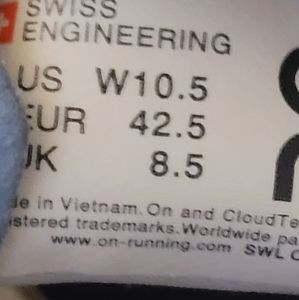 SWISS
ENGINEERING
US W10.5
EUR 42.5
UK 8.5
in Vietnam. On and
trademarks. Worldwide
www.on-running.com SWL